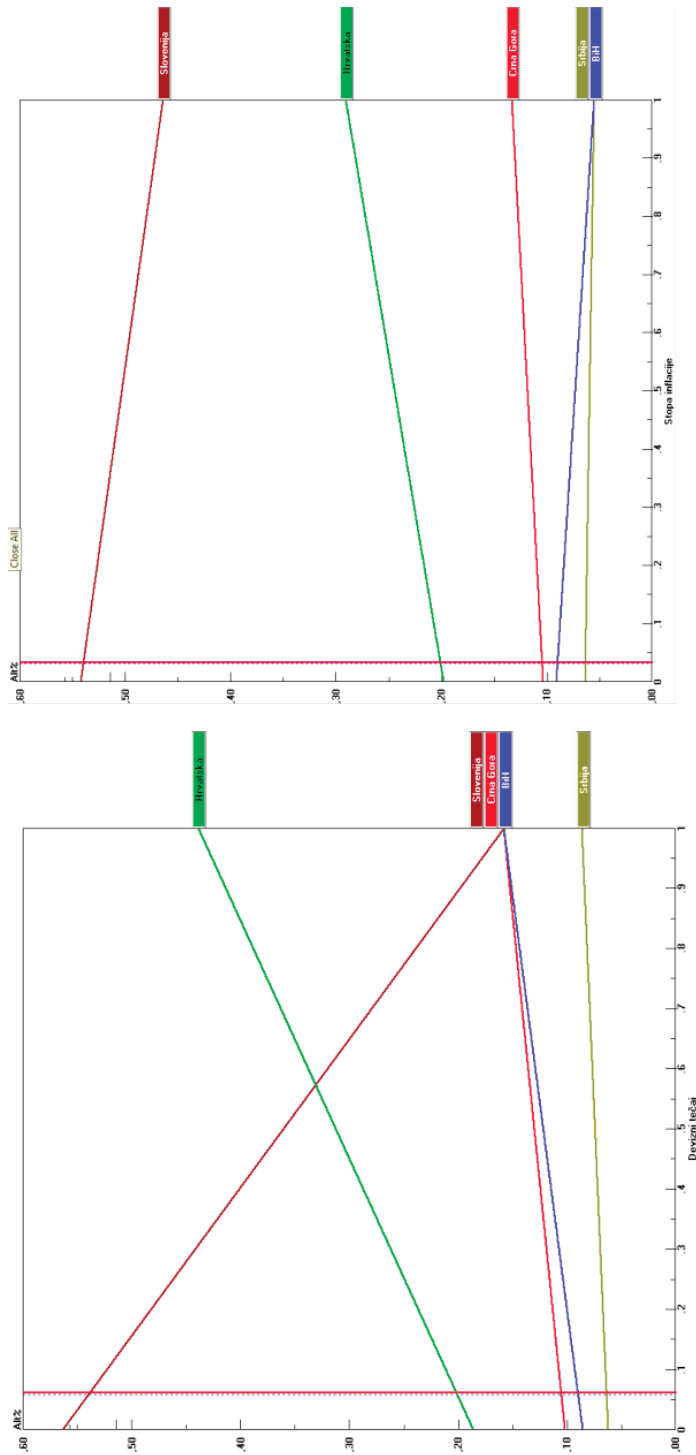 Close All
Alt%
,60
,50
,40
,30
,20
,10
,00
0
,1
,2
,3
,4
,5
,6
,7
,8
,9
1
Stopa inflacije
Slovenija
Hrvatska
Crna Gora
Srbija
BiH
Alt%
,60
,50
,40
,30
,20
,10
,00
0
,1
,2
,3
,4
,5
,6
,7
,8
,9
1
Devizni tečaj
Hrvatska
Slovenija
Crna Gora
BiH
Srbija